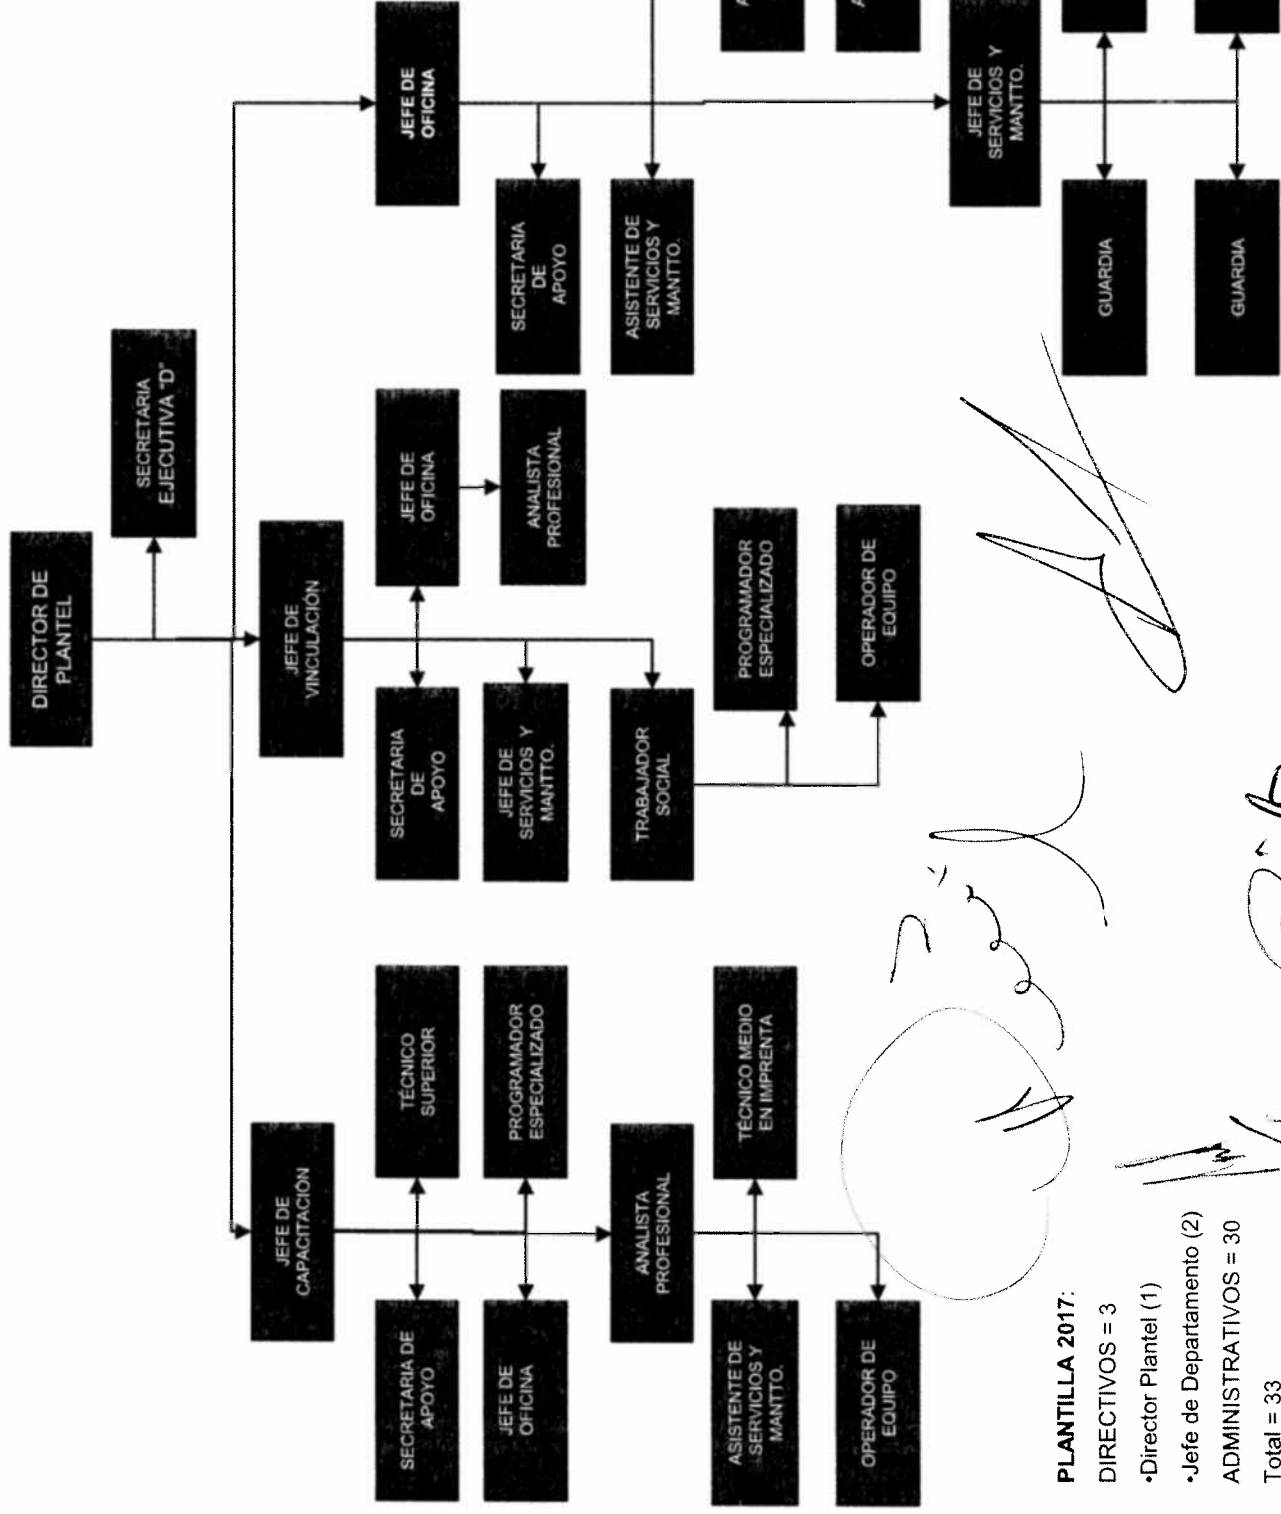 DIRECTOR DE
PLANTEL
SECRETARIA
EJECUTIVA "D"
JEFE DE
CAPACITACIÓN
JEFE DE
VINCULACIÓN
JEFE DE
OFICINA
SECRETARIA DE
APOYO
TÉCNICO
SUPERIOR
JEFE DE
OFICINA
PROGRAMADOR
ESPECIALIZADO
ANALISTA
PROFESIONAL
ASISTENTE DE
SERVICIOS Y
MANTTO.
TÉCNICO MEDIO
EN IMPRENTA
OPERADOR DE
EQUIPO
SECRETARIA
DE
APOYO
JEFE DE
OFICINA
JEFE DE
SERVICIOS Y
MANTTO.
ANALISTA
PROFESIONAL
TRABAJADOR
SOCIAL
PROGRAMADOR
ESPECIALIZADO
OPERADOR DE
EQUIPO
SECRETARIA
DE
APOYO
ASISTENTE DE
SERVICIOS Y
MANTTO.
JEFE DE
SERVICIOS Y
MANTTO.
GUARDIA
GUARDIA
PLANTILLA 2017:
DIRECTIVOS = 3
•Director Plantel (1)
•Jefe de Departamento (2)
ADMINISTRATIVOS = 30
Total = 33